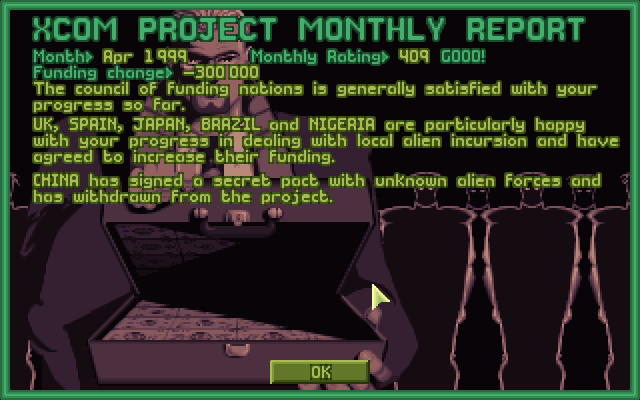 XCOM PROJECT MONTHLY REPORT
Month> Apr 1999 Monthly Rating> 409 GOOD!
Funding change> -300 000
The council of funding nations is generally satisfied with your
progress so far.
UK, SPAIN, JAPAN, BRAZIL and NIGERIA are particularly happy
with your progress in dealing with local alien incursion and have
agreed to increase their funding.
CHINA has signed a secret pact with unknown alien forces and
has withdrawn from the project.
OK